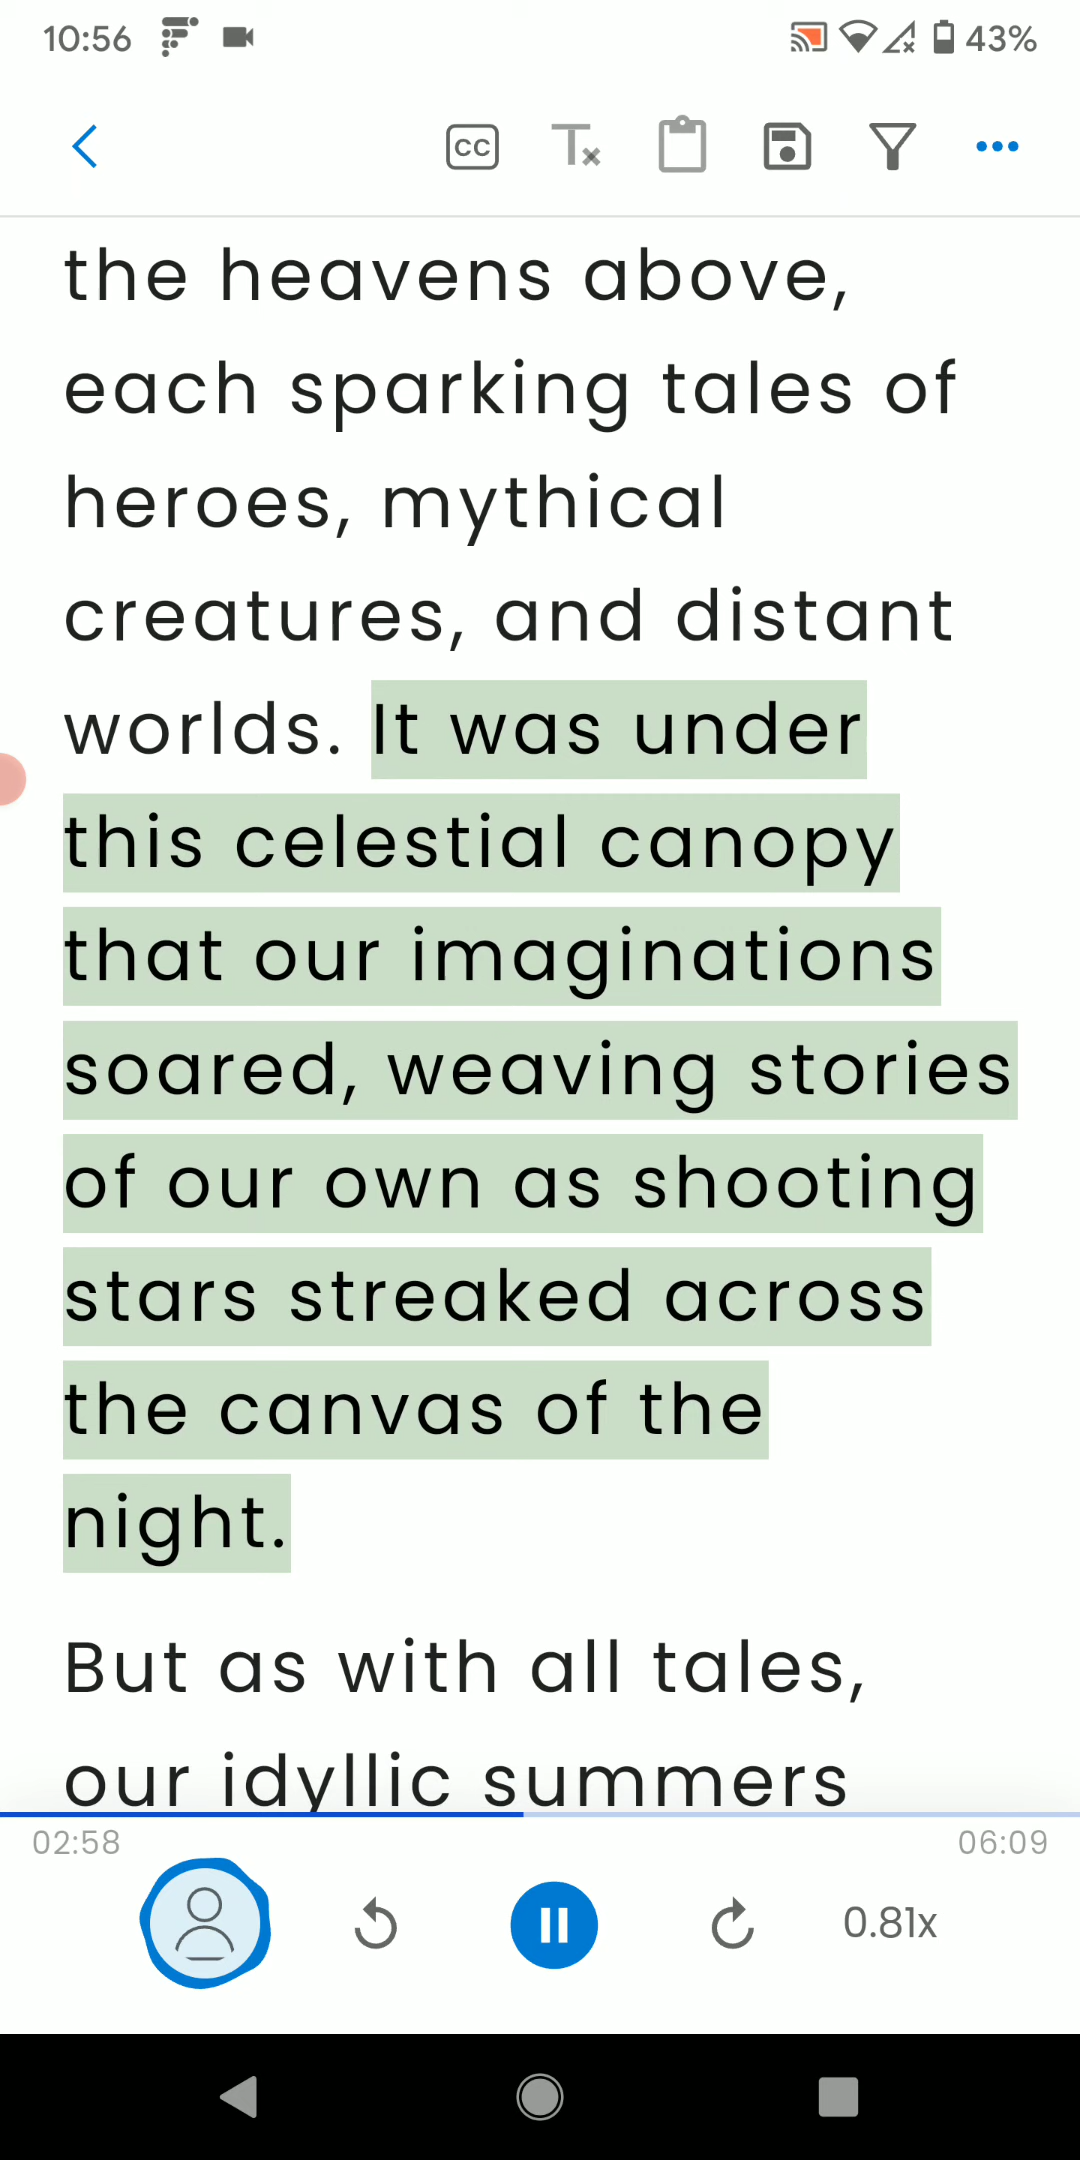 10:56
43%
CC
Tx
the heavens above,
each sparking tales of
heroes, mythical
creatures, and distant
worlds. It was under
this celestial canopy
that our imaginations
soared, weaving stories
of our own as shooting
stars streaked across
the canvas of the
night.
But as with all tales,
our idyllic summers
02:58
06:09
0.81x